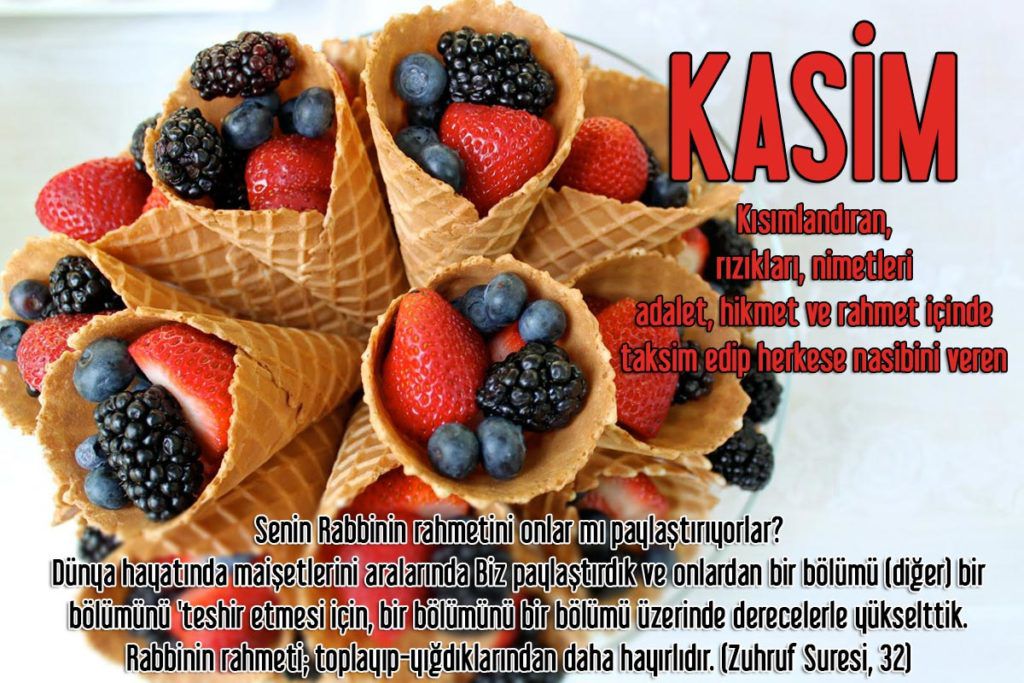 KASİM
Kısımlandıran,
rızıkları, nimetleri
adalet, hikmet ve rahmet içinde
taksim edip herkese nasibini veren
Senin Rabbinin rahmetini onlar mı paylaştırıyorlar?
Dünya hayatında maişetlerini aralarında Biz paylaştırdık ve onlardan bir bölümü (diğer) bir
bölümünü 'teshir etmesi için, bir bölümünü bir bölümü üzerinde derecelerle yükselttik.
Rabbinin rahmeti; toplayıp-yığdıklarından daha hayırlıdır. (Zuhruf Suresi, 32)